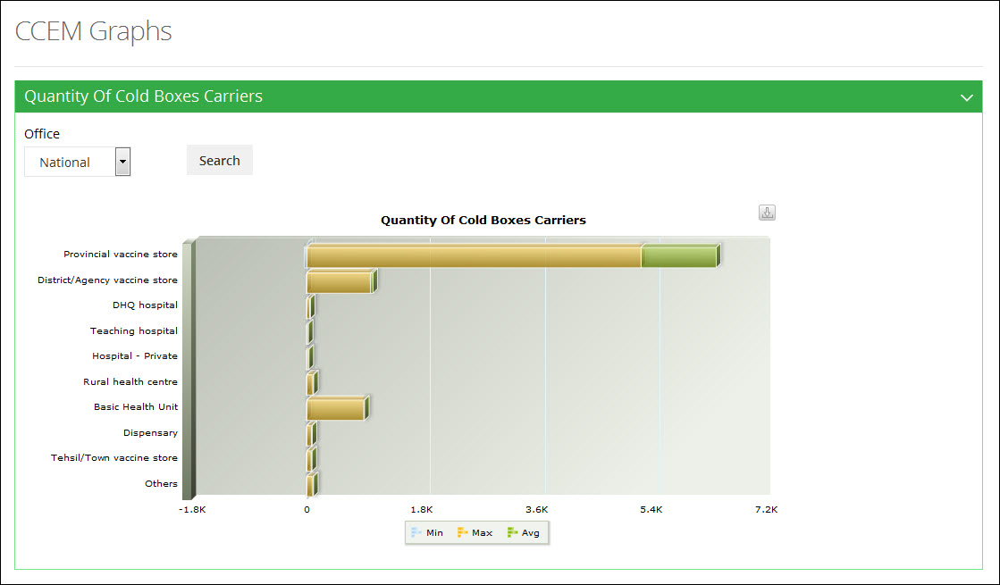 CCEM Graphs
Quantity Of Cold Boxes Carriers
Office
National
Search
Quantity Of Cold Boxes Carriers
Provincial vaccine store
District/Agency vaccine store
DHQ hospital
Teaching hospital
Hospital - Private
Rural health centre
Basic Health Unit
Dispensary
Tehsil/Town vaccine store
Others
-1.8K 0 1.8K 3.6K 5.4K 7.2K
Min Max Avg